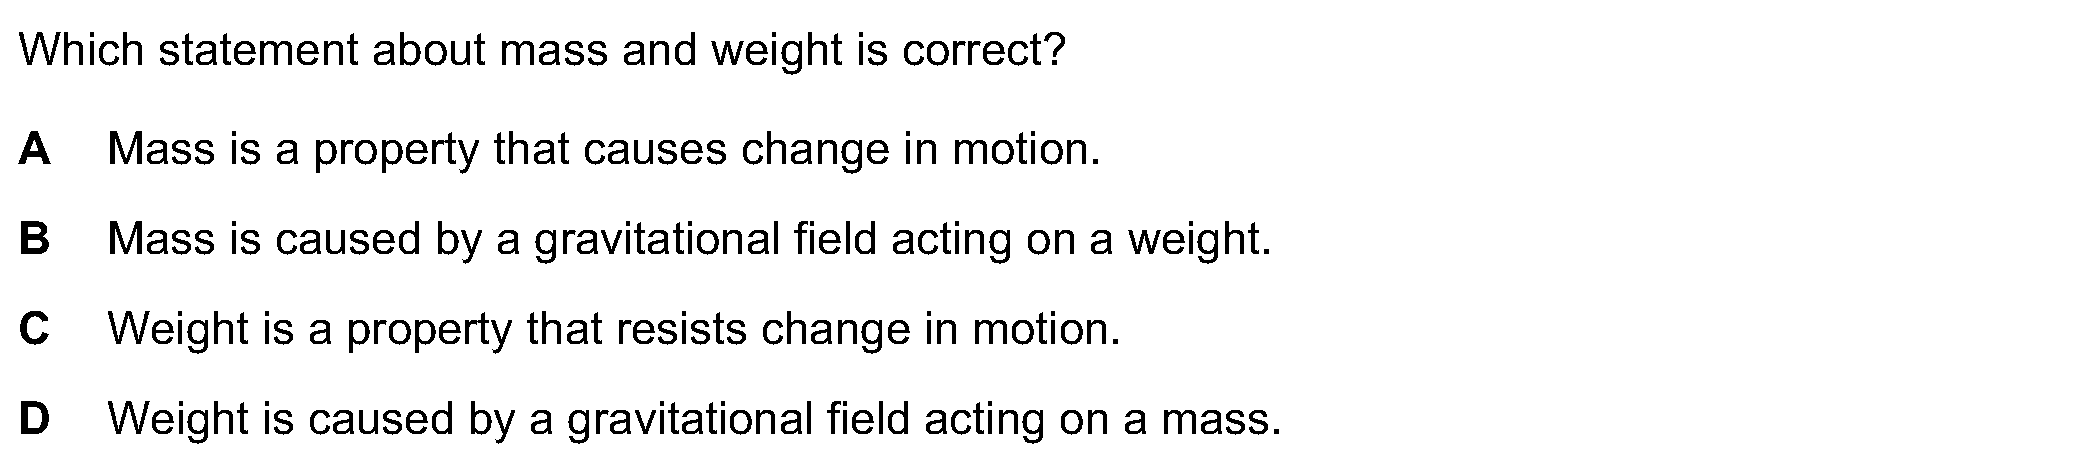 Which statement about mass and weight is correct?
A Mass is a property that causes change in motion.
B Mass is caused by a gravitational field acting on a weight.
C Weight is a property that resists change in motion.
D Weight is caused by a gravitational field acting on a mass.